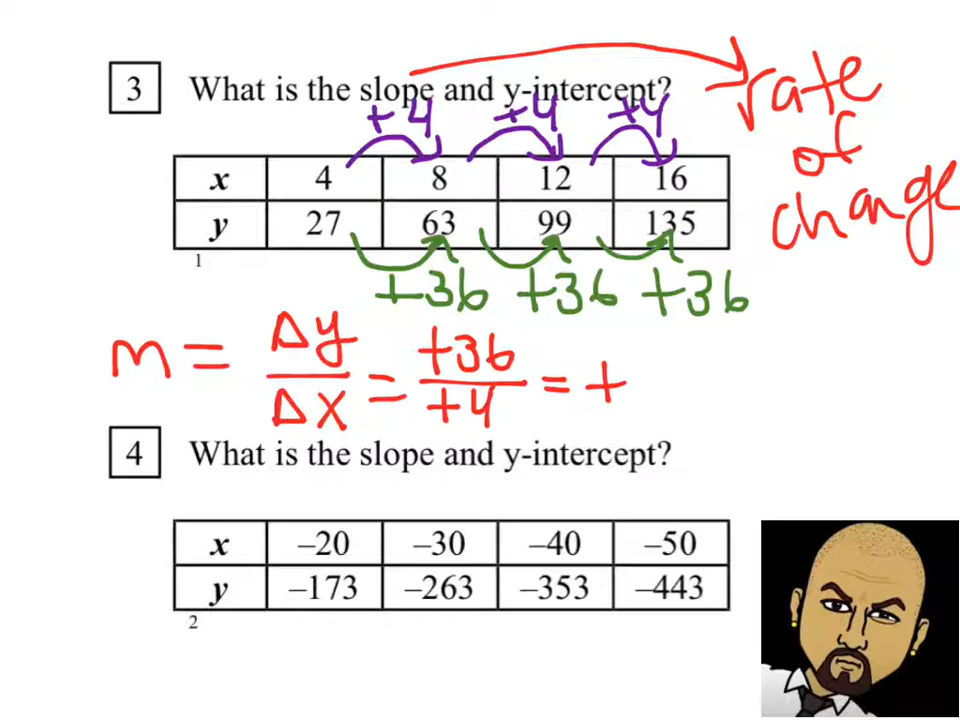 3 What is the slope and y-intercept?
rate
of
change
+4 +4 +4
x 4 8 12 16
y 27 63 99 135
1
+36 +36 +36
m = Δy/Δx = +36/+4 = +
4 What is the slope and y-intercept?
x –20 –30 –40 –50
y –173 –263 –353 –443
2